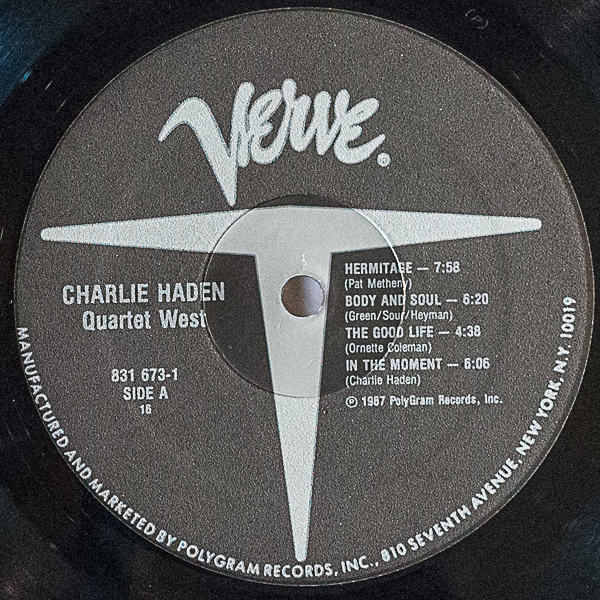 Verve®
CHARLIE HADEN
Quartet West
831 673-1
SIDE A
16
HERMITAGE — 7:58
(Pat Metheny)
BODY AND SOUL — 6:20
(Green/Sour/Heyman)
THE GOOD LIFE — 4:38
(Ornette Coleman)
IN THE MOMENT — 6:06
(Charlie Haden)
℗ 1987 PolyGram Records, Inc.
MANUFACTURED AND MARKETED BY POLYGRAM RECORDS, INC., 810 SEVENTH AVENUE, NEW YORK, N.Y. 10019